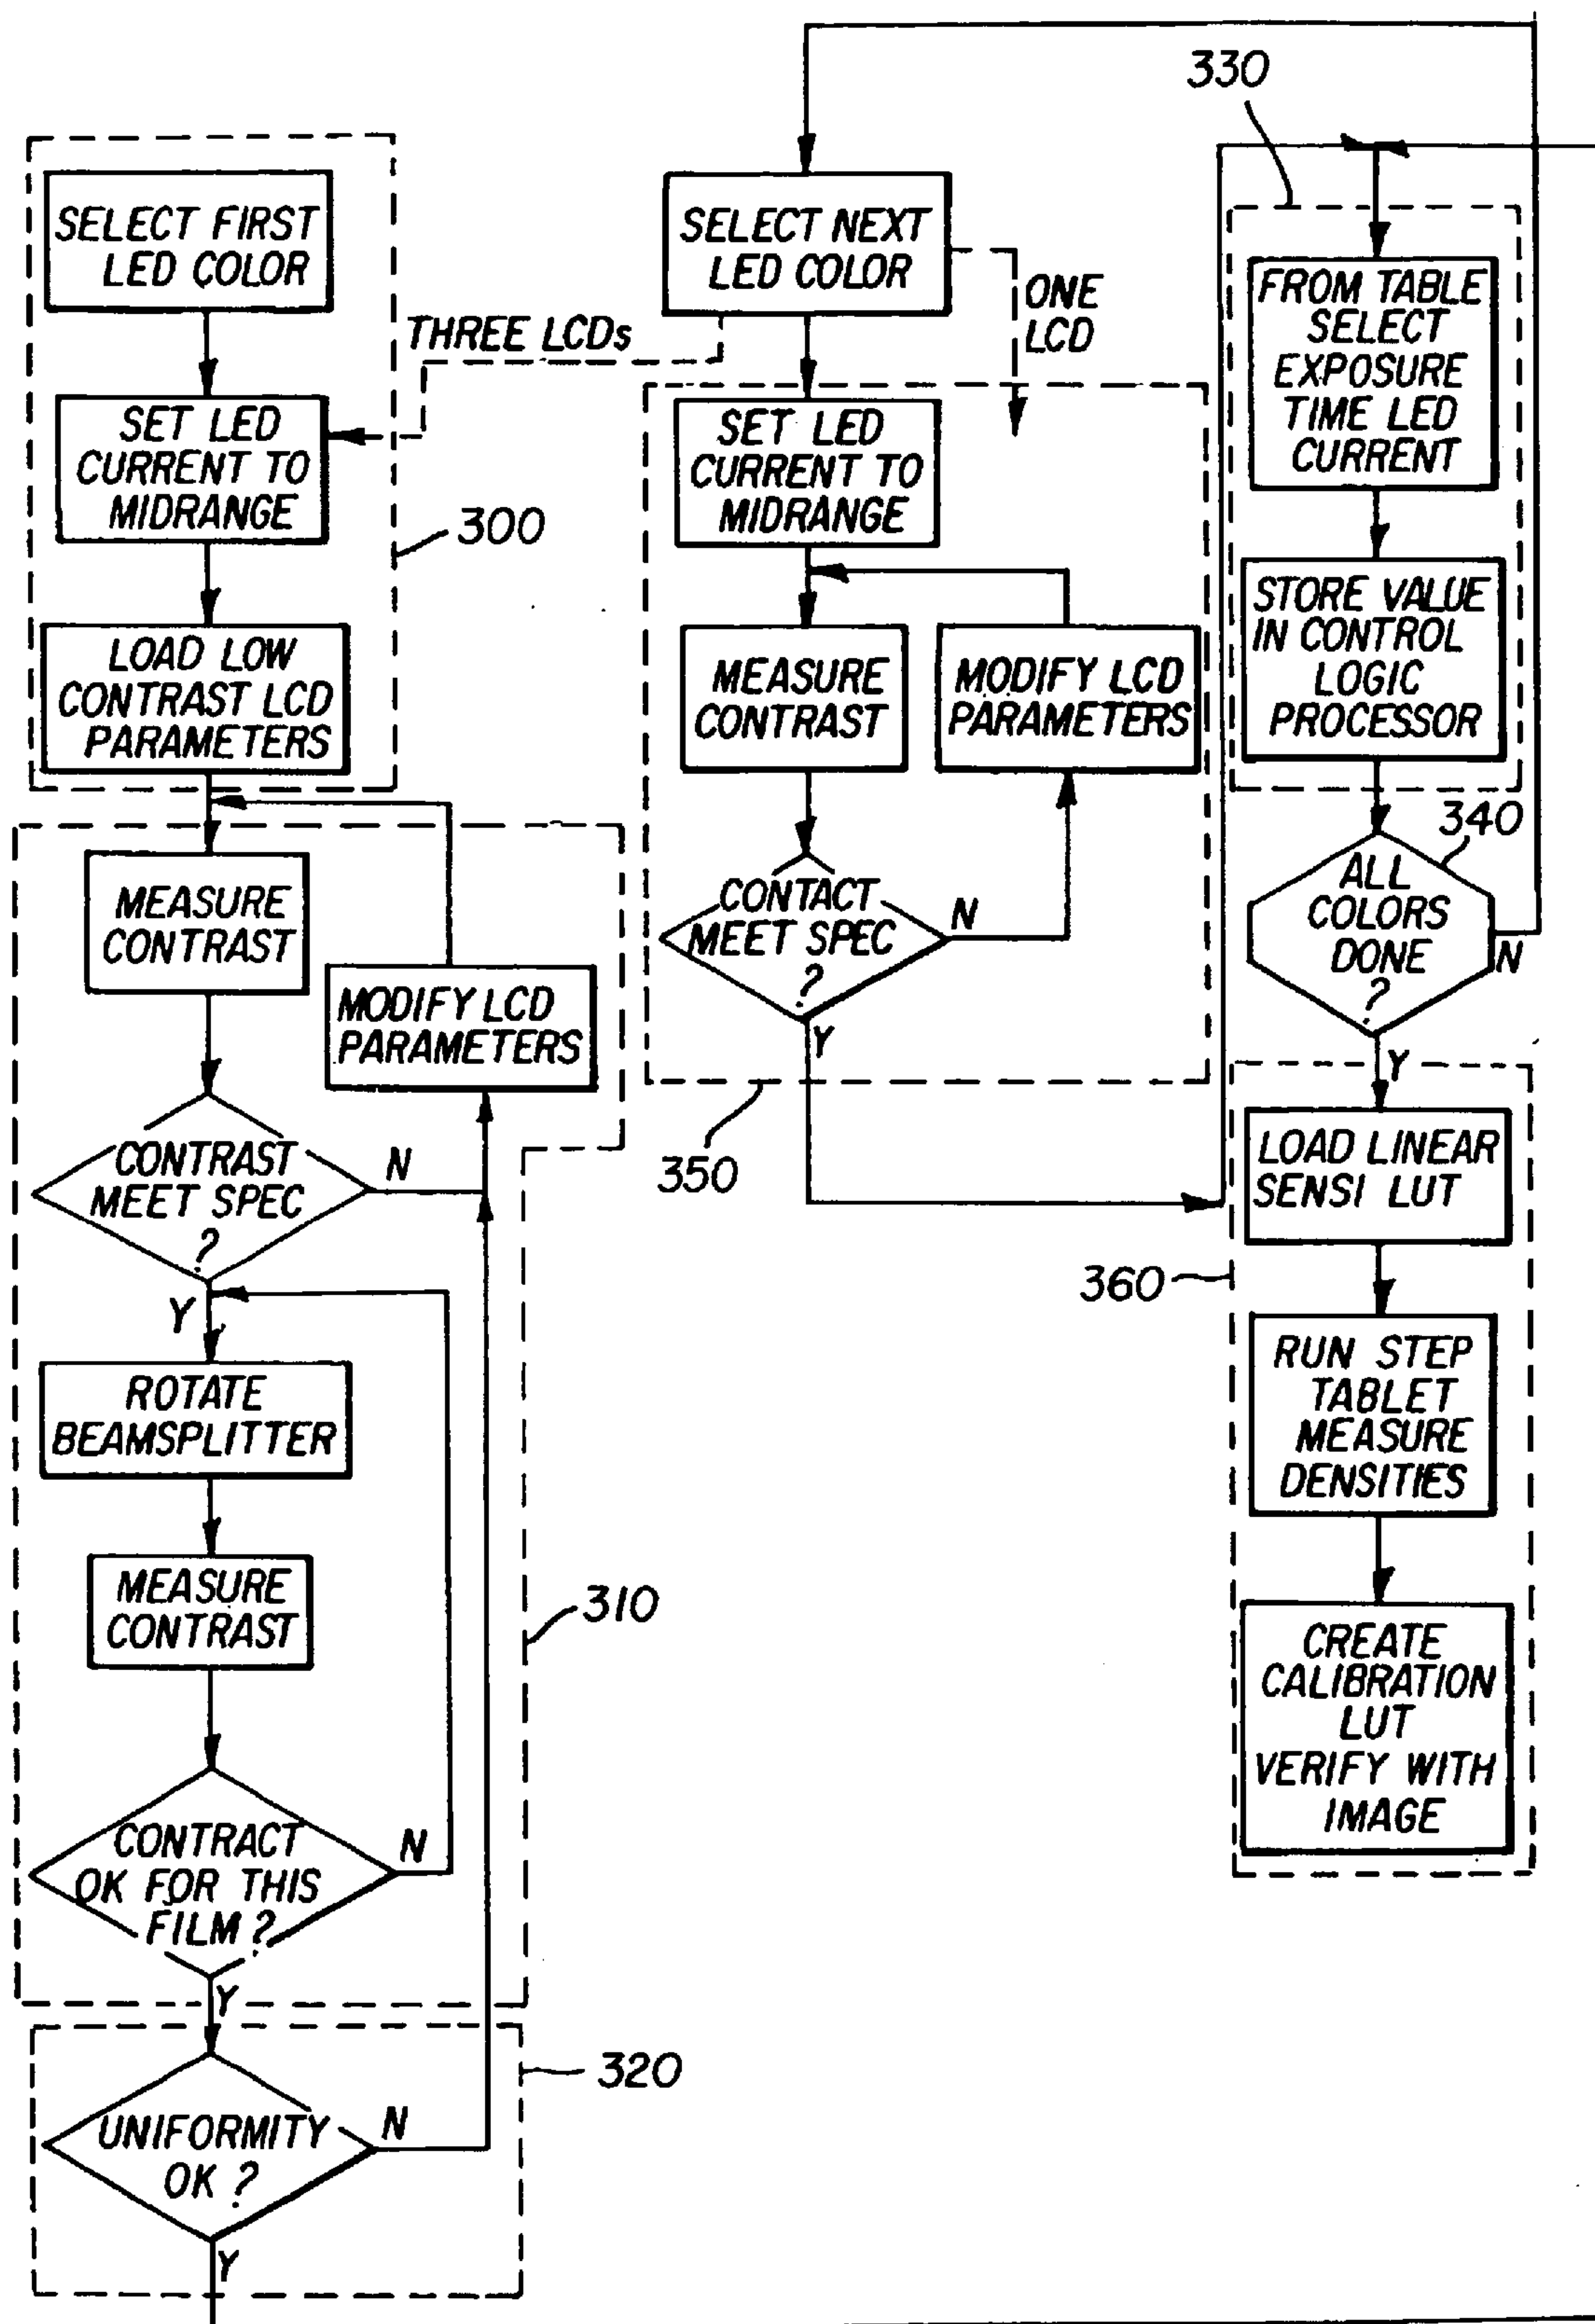 SELECT FIRST
LED COLOR
SET LED
CURRENT TO
MIDRANGE
LOAD LOW
CONTRAST LCD
PARAMETERS
300
THREE LCDs
MEASURE
CONTRAST
MODIFY LCD
PARAMETERS
CONTRAST
MEET SPEC
?
N
Y
ROTATE
BEAMSPLITTER
MEASURE
CONTRAST
310
CONTRACT
OK FOR THIS
FILM ?
N
Y
320
UNIFORMITY
OK ?
N
Y
SELECT NEXT
LED COLOR
ONE
LCD
SET LED
CURRENT TO
MIDRANGE
MEASURE
CONTRAST
MODIFY LCD
PARAMETERS
CONTACT
MEET SPEC
?
N
Y
350
330
FROM TABLE
SELECT
EXPOSURE
TIME LED
CURRENT
STORE VALUE
IN CONTROL
LOGIC
PROCESSOR
340
ALL
COLORS
DONE
?
N
Y
LOAD LINEAR
SENSI LUT
360
RUN STEP
TABLET
MEASURE
DENSITIES
CREATE
CALIBRATION
LUT
VERIFY WITH
IMAGE